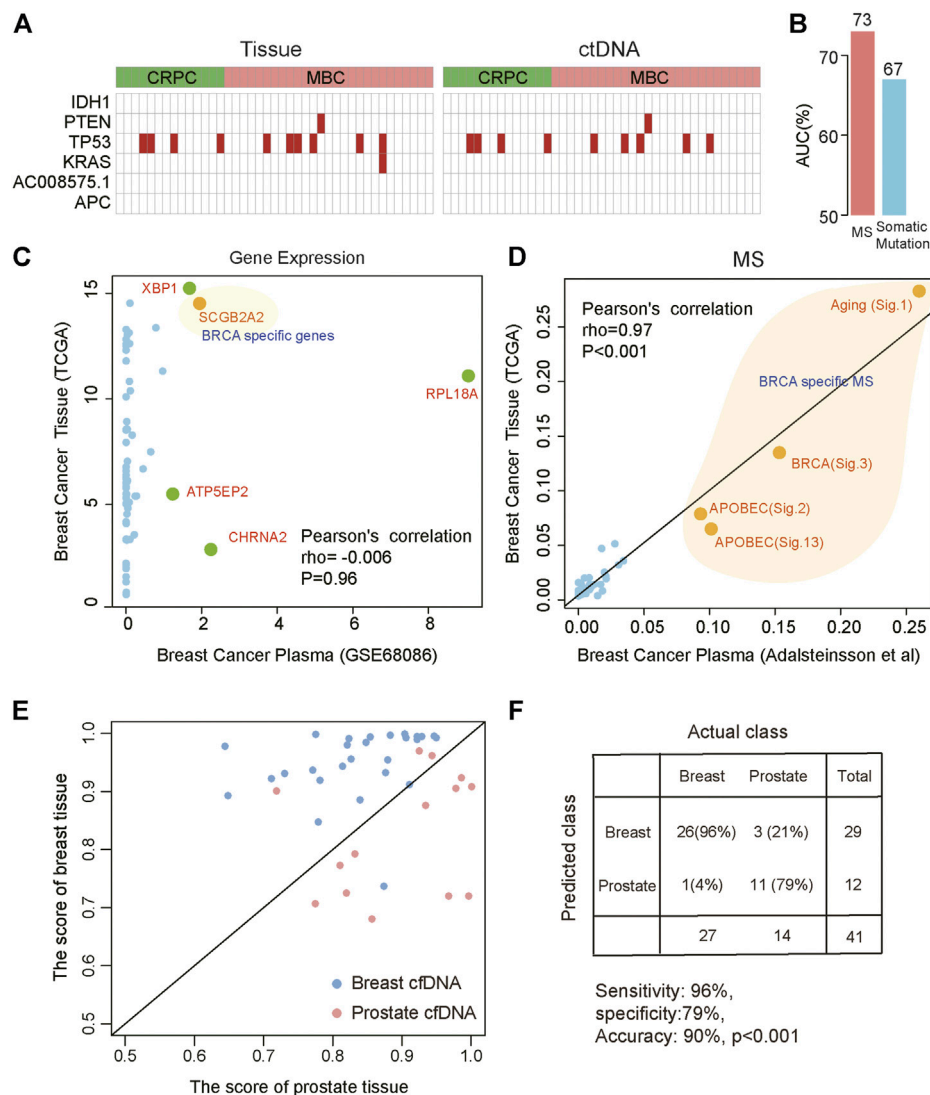 A
Tissue
ctDNA
CRPC
MBC
CRPC
MBC
IDH1
PTEN
TP53
KRAS
AC008575.1
APC
B
73
67
70
60
50
AUC(%)
MS
Somatic
Mutation
C
Gene Expression
XBP1
SCGB2A2
BRCA specific genes
RPL18A
ATP5EP2
CHRNA2
Pearson's correlation
rho= -0.006
P=0.96
15
10
5
0
Breast Cancer Tissue (TCGA)
0 2 4 6 8
Breast Cancer Plasma (GSE68086)
D
MS
Pearson's correlation
rho=0.97
P<0.001
Aging (Sig.1)
BRCA specific MS
BRCA(Sig.3)
APOBEC(Sig.2)
APOBEC(Sig.13)
0.25
0.20
0.15
0.10
0.05
0.00
Breast Cancer Tissue (TCGA)
0.00 0.05 0.10 0.15 0.20 0.25
Breast Cancer Plasma (Adalsteinsson et al)
E
1.0
0.9
0.8
0.7
0.6
0.5
The score of breast tissue
Breast cfDNA
Prostate cfDNA
0.5 0.6 0.7 0.8 0.9 1.0
The score of prostate tissue
F
Actual class
Predicted class
Breast Prostate Total
Breast 26(96%) 3 (21%) 29
Prostate 1(4%) 11 (79%) 12
27 14 41
Sensitivity: 96%,
specificity:79%,
Accuracy: 90%, p<0.001